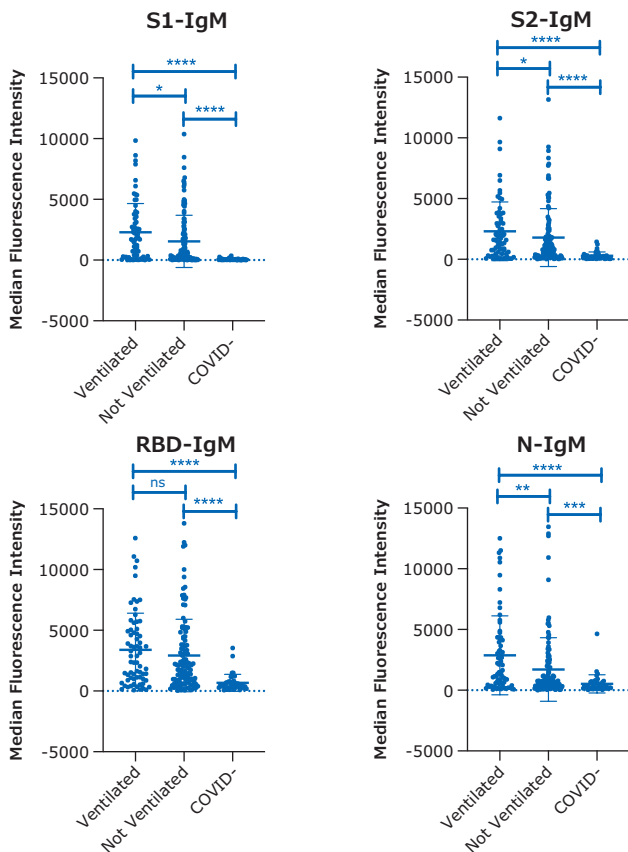 S1-IgM
****
*
****
Median Fluorescence Intensity
15000
10000
5000
0
-5000
Ventilated
Not Ventilated
COVID-
S2-IgM
****
*
****
Median Fluorescence Intensity
15000
10000
5000
0
-5000
Ventilated
Not Ventilated
COVID-
RBD-IgM
****
ns
****
Median Fluorescence Intensity
15000
10000
5000
0
-5000
Ventilated
Not Ventilated
COVID-
N-IgM
****
**
***
Median Fluorescence Intensity
15000
10000
5000
0
-5000
Ventilated
Not Ventilated
COVID-